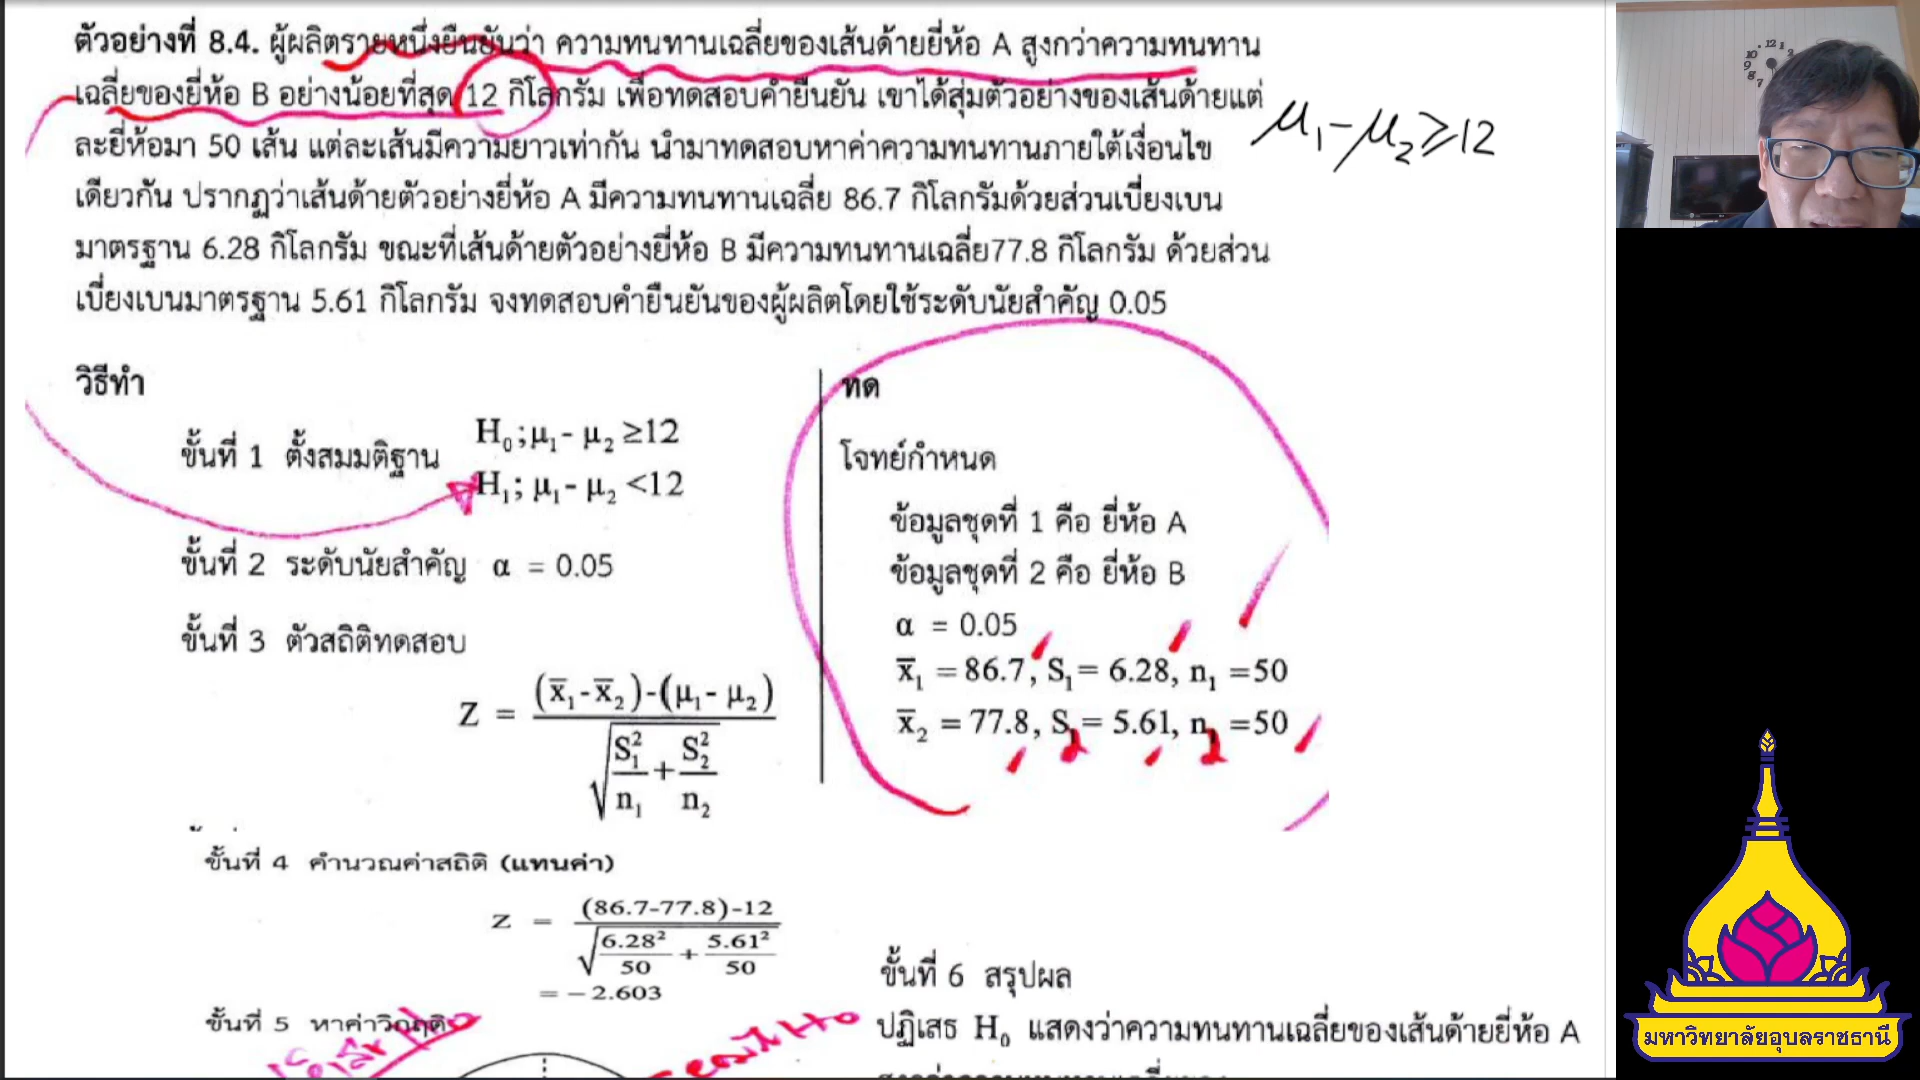 ตัวอย่างที่ 8.4. ผู้ผลิตรายหนึ่งยืนยันว่า ความทนทานเฉลี่ยของเส้นด้ายยี่ห้อ A สูงกว่าความทนทาน
เฉลี่ยของยี่ห้อ B อย่างน้อยที่สุด 12 กิโลกรัม เพื่อทดสอบคำยืนยัน เขาได้สุ่มตัวอย่างของเส้นด้ายแต่
ละยี่ห้อมา 50 เส้น แต่ละเส้นมีความยาวเท่ากัน นำมาทดสอบหาค่าความทนทานภายใต้เงื่อนไข
เดียวกัน ปรากฏว่าเส้นด้ายตัวอย่างยี่ห้อ A มีความทนทานเฉลี่ย 86.7 กิโลกรัมด้วยส่วนเบี่ยงเบน
มาตรฐาน 6.28 กิโลกรัม ขณะที่เส้นด้ายตัวอย่างยี่ห้อ B มีความทนทานเฉลี่ย77.8 กิโลกรัม ด้วยส่วน
เบี่ยงเบนมาตรฐาน 5.61 กิโลกรัม จงทดสอบคำยืนยันของผู้ผลิตโดยใช้ระดับนัยสำคัญ 0.05
μ₁-μ₂≥12
วิธีทำ
ขั้นที่ 1 ตั้งสมมติฐาน
H₀;μ₁- μ₂ ≥12
H₁; μ₁- μ₂ <12
ขั้นที่ 2 ระดับนัยสำคัญ α = 0.05
ขั้นที่ 3 ตัวสถิติทดสอบ
Z = (x̄₁-x̄₂)-(μ₁- μ₂) / √(S₁²/n₁ + S₂²/n₂)
ทด
โจทย์กำหนด
ข้อมูลชุดที่ 1 คือ ยี่ห้อ A
ข้อมูลชุดที่ 2 คือ ยี่ห้อ B
α = 0.05
x̄₁ = 86.7, S₁= 6.28, n₁ =50
x̄₂ = 77.8, S₁= 5.61, n₁ =50
2 2
ขั้นที่ 4 คำนวณค่าสถิติ (แทนค่า)
Z = (86.7-77.8)-12 / √(6.28²/50 + 5.61²/50)
= -2.603
ขั้นที่ 5 หาค่าวิกฤติ
ขั้นที่ 6 สรุปผล
ปฏิเสธ H₀ แสดงว่าความทนทานเฉลี่ยของเส้นด้ายยี่ห้อ A
12 1
2
10
9
8
7
มหาวิทยาลัยอุบลราชธานี